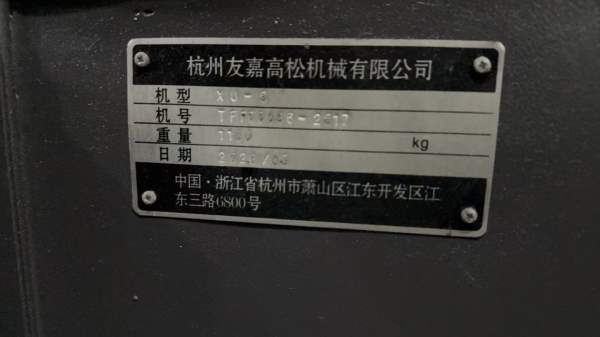 杭州友嘉高松机械有限公司
机型
机号
重量 kg
日期
中国·浙江省杭州市萧山区江东开发区江
东三路6800号